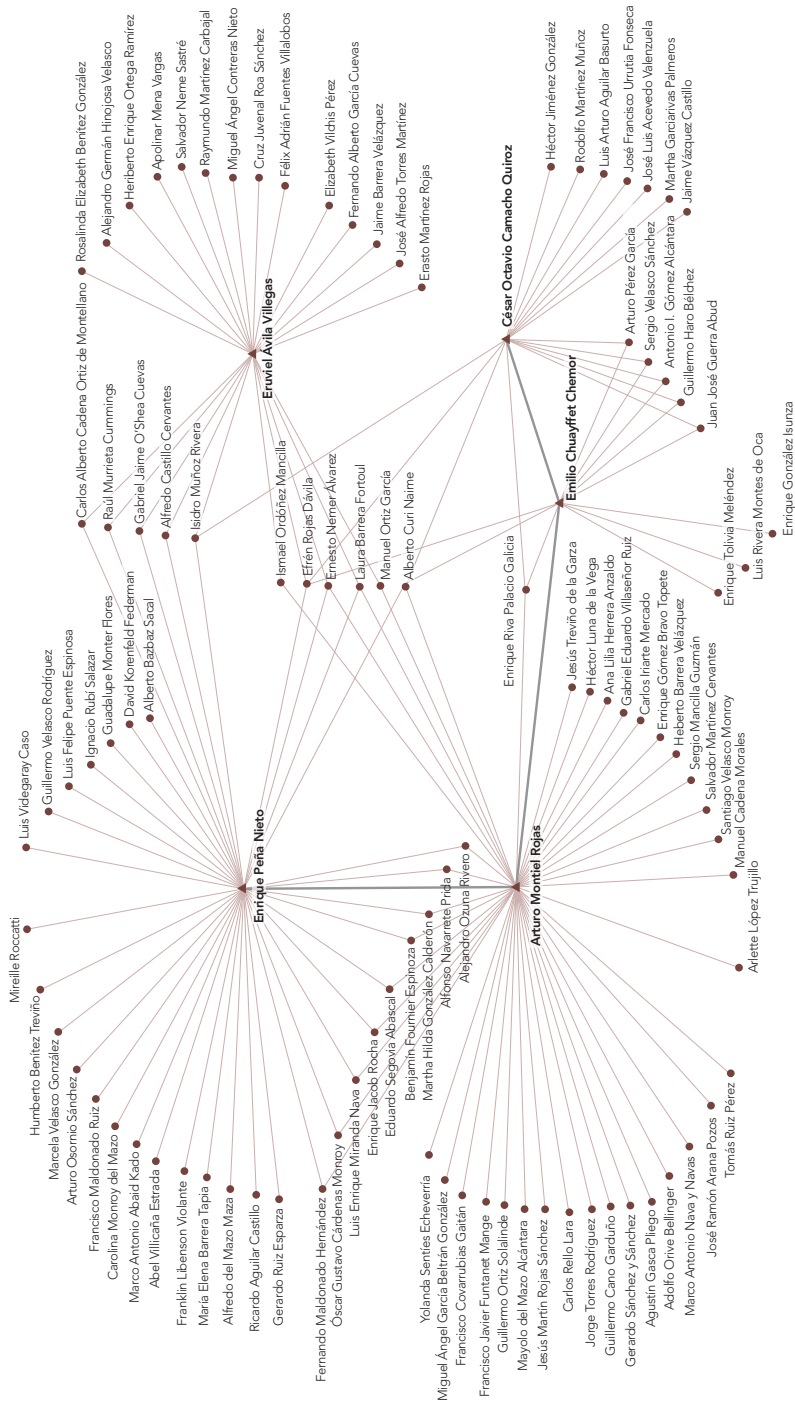 Rosalinda Elizabeth Benítez González
Alejandro Germán Hinojosa Velasco
Heriberto Enrique Ortega Ramírez
Apolinar Mena Vargas
Salvador Neme Sastré
Raymundo Martínez Carbajal
Miguel Ángel Contreras Nieto
Cruz Juvenal Roa Sánchez
Félix Adrián Fuentes Villalobos
Elizabeth Vilchis Pérez
Fernando Alberto García Cuevas
Jaime Barrera Velázquez
José Alfredo Torres Martínez
Erasto Martínez Rojas
Eruviel Ávila Villegas
Carlos Alberto Cadena Ortiz de Montellano
Raúl Murrieta Cummings
Gabriel Jaime O'Shea Cuevas
Alfredo Castillo Cervantes
Isidro Muñoz Rivera
Ismael Ordóñez Mancilla
Efrén Rojas Dávila
Ernesto Nemer Álvarez
Laura Barrera Fortoul
Manuel Ortiz García
Alberto Curi Naime
César Octavio Camacho Quiroz
Héctor Jiménez González
Rodolfo Martínez Muñoz
Luis Arturo Aguilar Basurto
José Francisco Urrutia Fonseca
José Luis Acevedo Valenzuela
Martha Garciarivas Palmeros
Jaime Vázquez Castillo
Arturo Pérez García
Sergio Velasco Sánchez
Antonio I. Gómez Alcántara
Guillermo Haro Bélchez
Juan José Guerra Abud
Emilio Chuayffet Chemor
Enrique Riva Palacio Galicia
Enrique Tolivia Meléndez
Luis Rivera Montes de Oca
Enrique González Isunza
Luis Videgaray Caso
Guillermo Velasco Rodríguez
Luis Felipe Puente Espinosa
Ignacio Rubí Salazar
Guadalupe Monter Flores
David Korenfeld Federman
Alberto Bazbaz Sacal
Enrique Peña Nieto
Mireille Roccatti
Humberto Benítez Treviño
Marcela Velasco González
Arturo Osornio Sánchez
Francisco Maldonado Ruiz
Carolina Monroy del Mazo
Marco Antonio Abaid Kado
Abel Villicaña Estrada
Franklin Libenson Violante
María Elena Barrera Tapia
Alfredo del Mazo Maza
Ricardo Aguilar Castillo
Gerardo Ruiz Esparza
Fernando Maldonado Hernández
Óscar Gustavo Cárdenas Monroy
Luis Enrique Miranda Nava
Enrique Jacob Rocha
Eduardo Segovia Abascal
Benjamín Fournier Espinoza
Martha Hilda González Calderón
Alfonso Navarrete Prida
Alejandro Ozuna Rivero
Arturo Montiel Rojas
Jesús Treviño de la Garza
Héctor Luna de la Vega
Ana Lilia Herrera Anzaldo
Gabriel Eduardo Villaseñor Ruiz
Carlos Iriarte Mercado
Enrique Gómez Bravo Topete
Heberto Barrera Velázquez
Sergio Mancilla Guzmán
Salvador Martínez Cervantes
Santiago Velasco Monroy
Manuel Cadena Morales
Arlette López Trujillo
Yolanda Sentíes Echeverría
Miguel Ángel García Beltrán González
Francisco Covarrubias Gaitán
Francisco Javier Funtanet Mange
Guillermo Ortiz Solalinde
Mayolo del Mazo Alcántara
Jesús Martín Rojas Sánchez
Carlos Rello Lara
Jorge Torres Rodríguez
Guillermo Cano Garduño
Gerardo Sánchez y Sánchez
Agustín Gasca Pliego
Adolfo Orive Bellinger
Marco Antonio Nava y Navas
José Ramón Arana Pozos
Tomás Ruiz Pérez